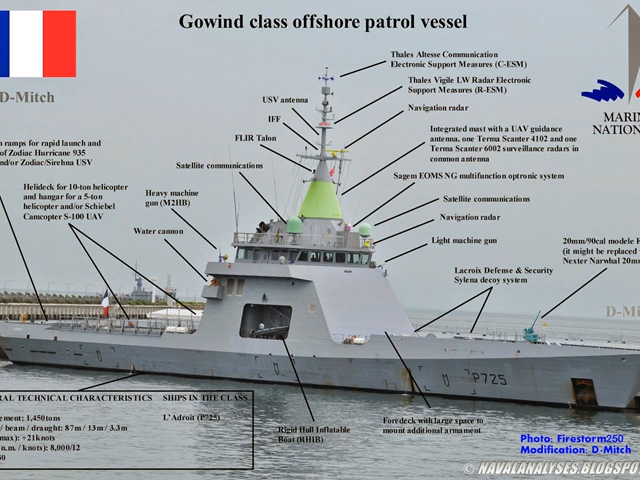 Gowind class offshore patrol vessel
D-Mitch
MARIN
NATION
Thales Altesse Communication
Electronic Support Measures (C-ESM)
Thales Vigile LW Radar Electronic
Support Measures (R-ESM)
USV antenna
Navigation radar
IFF
FLIR Talon
Integrated mast with a UAV guidance
antenna, one Terma Scanter 4102 and one
Terma Scanter 6002 surveillance radars in
common antenna
n ramps for rapid launch and
of Zodiac Hurricane 935
nd/or Zodiac/Sirehna USV
Satellite communications
Sagem EOMS NG multifunction optronic system
Helideck for 10-ton helicopter
and hangar for a 5-ton
helicopter and/or Schiebel
Camcopter S-100 UAV
Heavy machine
gun (M2HB)
Satellite communications
Navigation radar
Water cannon
Light machine gun
20mm/90cal modele F
(it might be replaced
Nexter Narwhal 20mm
Lacroix Defense & Security
Sylena decoy system
D-Mit
P725
RAL TECHNICAL CHARACTERISTICS
SHIPS IN THE CLASS
ement: 1,450tons
/ beam / draught: 87m / 13m / 3.3m
max): +21knots
n.m. / knots): 8,000/12
60
L'Adroit (P725)
Rigid Hull Inflatable
Boat (RHIB)
Foredeck with large space to
mount additional armament
Photo: Firestorm250
Modification: D-Mitch
© NAVALANALYSES.BLOGSPOT